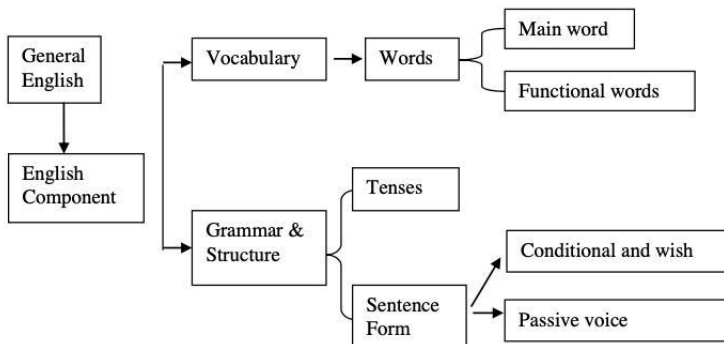 General
English
English
Component
Vocabulary
Words
Main word
Functional words
Grammar &
Structure
Tenses
Sentence
Form
Conditional and wish
Passive voice